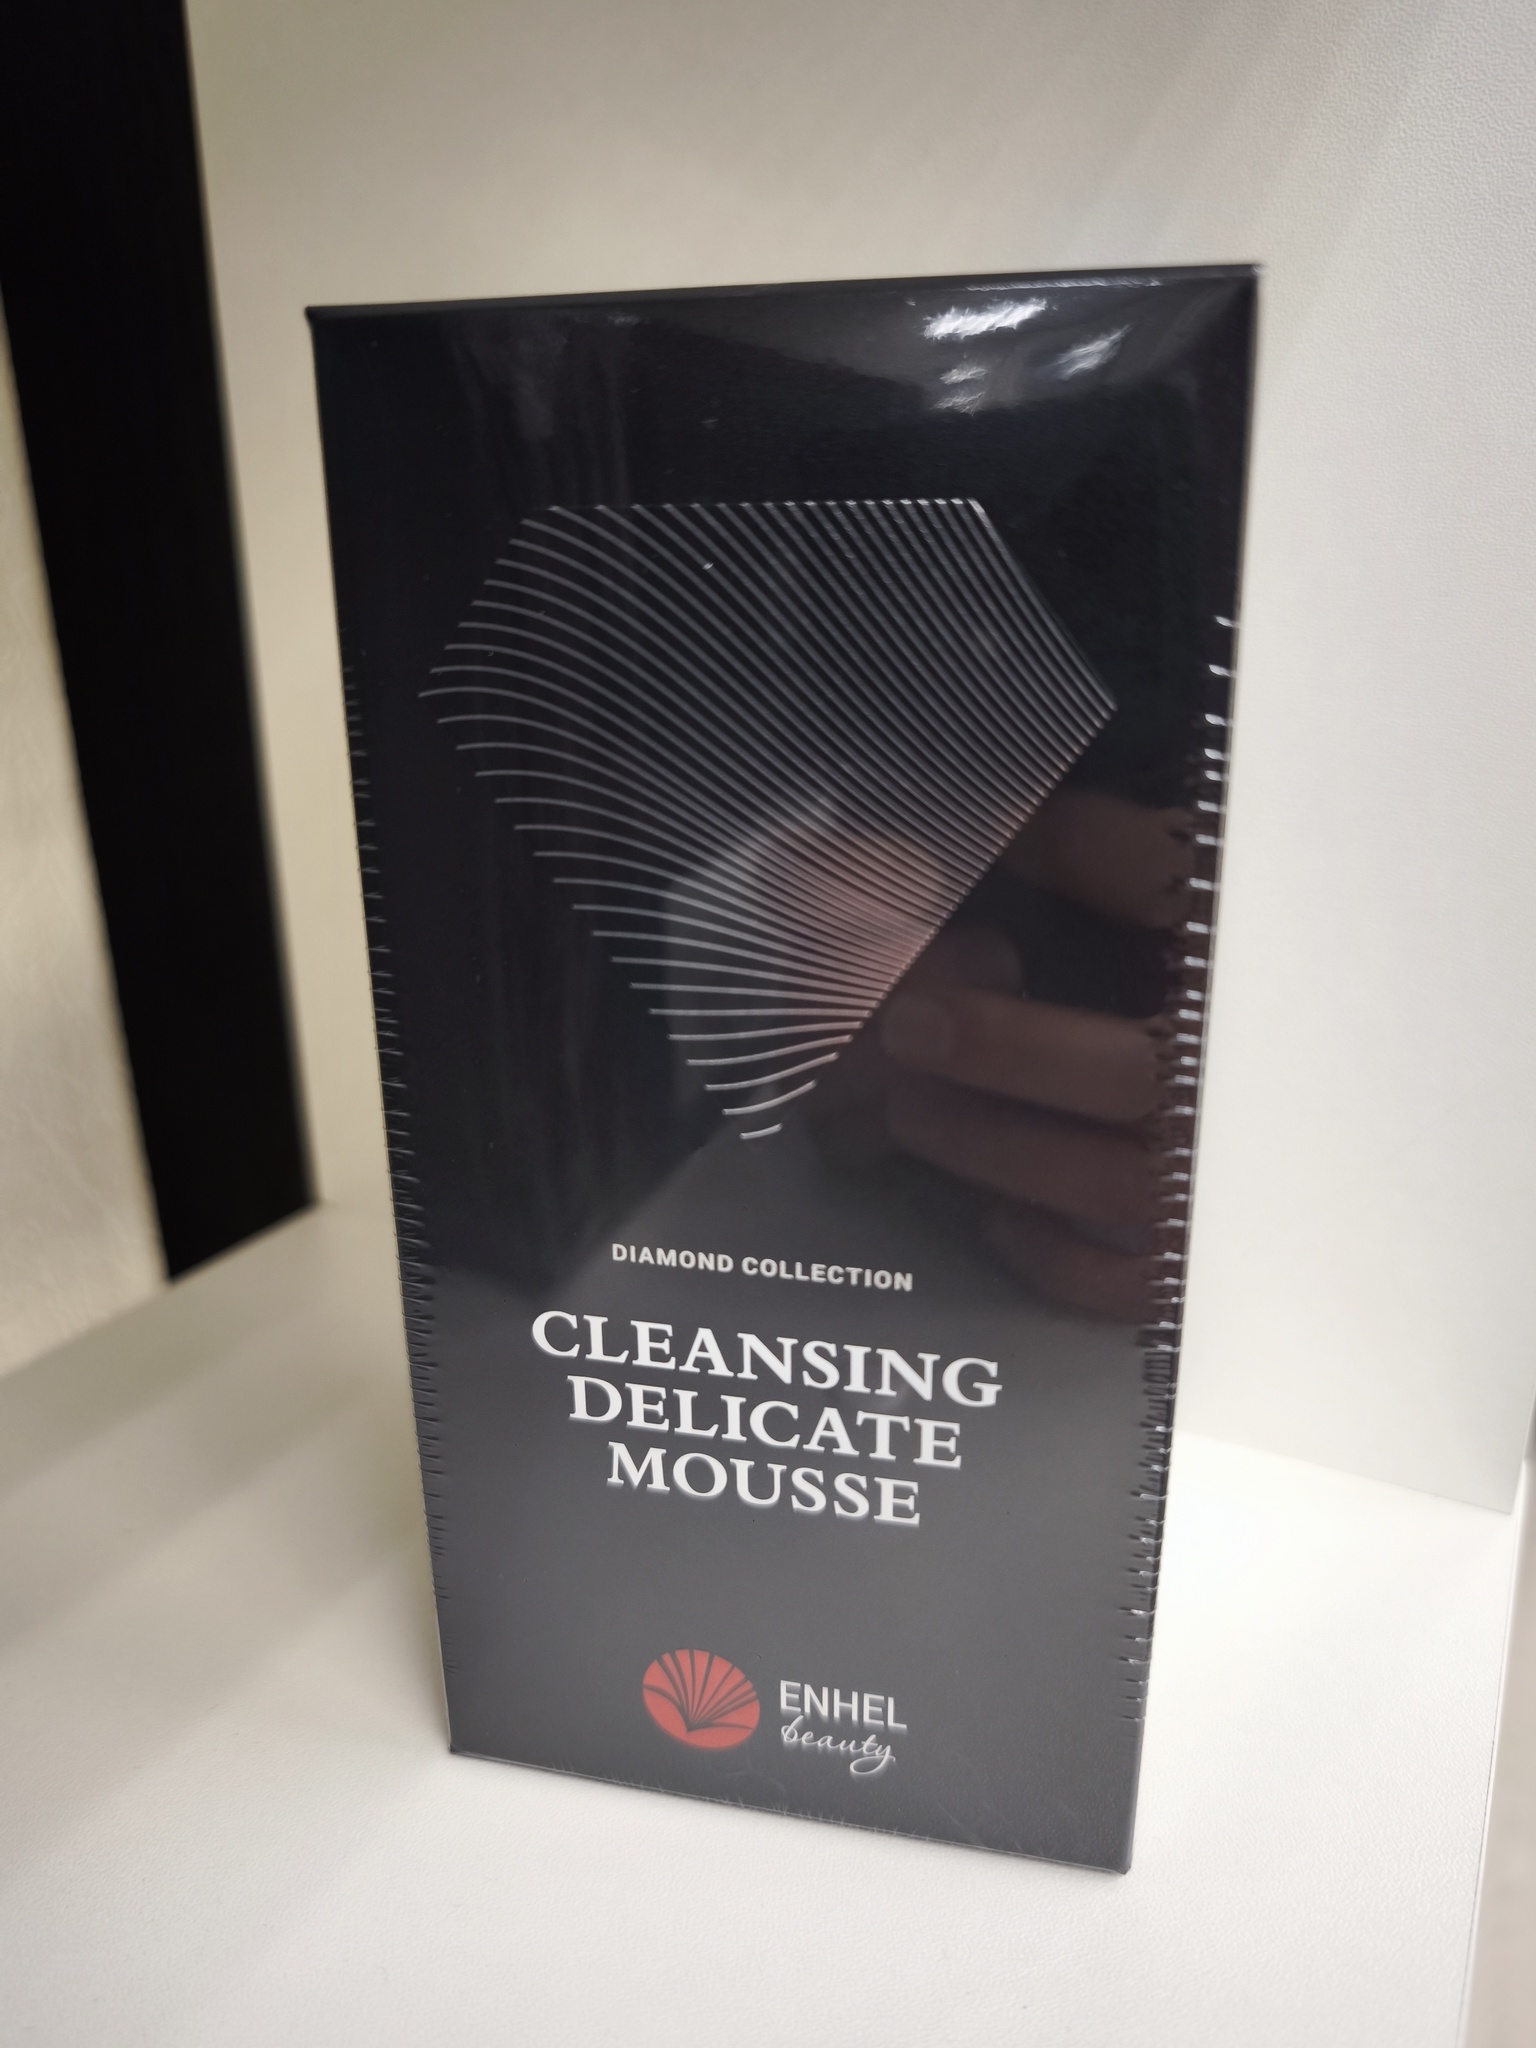 DIAMOND COLLECTION
CLEANSING
DELICATE
MOUSSE
ENHEL
beauty